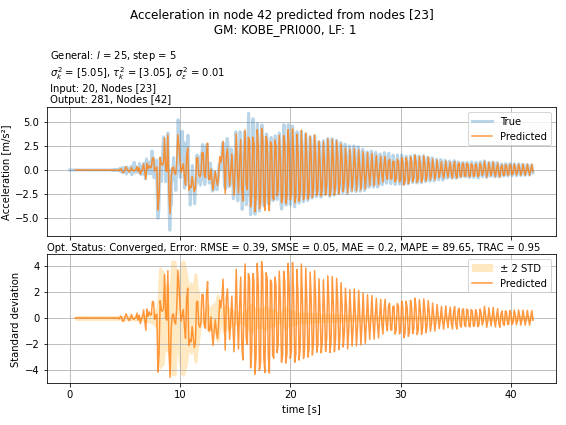 Acceleration in node 42 predicted from nodes [23]
GM: KOBE_PRI000, LF: 1
General: l = 25, step = 5
σ²ₖ = [5.05], τ²ₖ = [3.05], σ²ε = 0.01
Input: 20, Nodes [23]
Output: 281, Nodes [42]
Acceleration [m/s²]
5.0
2.5
0.0
−2.5
−5.0
True
Predicted
Opt. Status: Converged, Error: RMSE = 0.39, SMSE = 0.05, MAE = 0.2, MAPE = 89.65, TRAC = 0.95
Standard deviation
4
2
0
−2
−4
± 2 STD
Predicted
0 10 20 30 40
time [s]